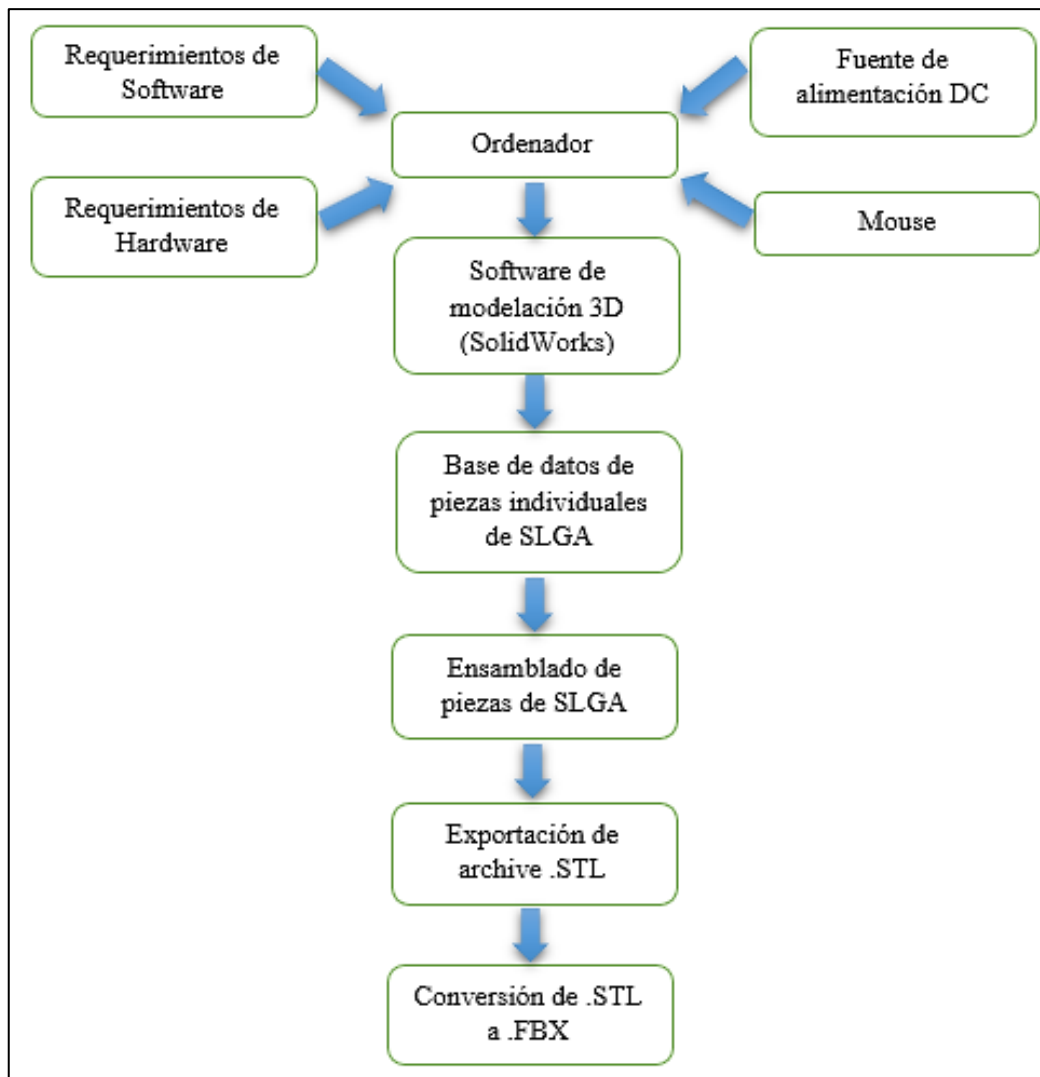 Requerimientos de
Software
Fuente de
alimentación DC
Ordenador
Requerimientos de
Hardware
Mouse
Software de
modelación 3D
(SolidWorks)
Base de datos de
piezas individuales
de SLGA
Ensamblado de
piezas de SLGA
Exportación de
archive .STL
Conversión de .STL
a .FBX